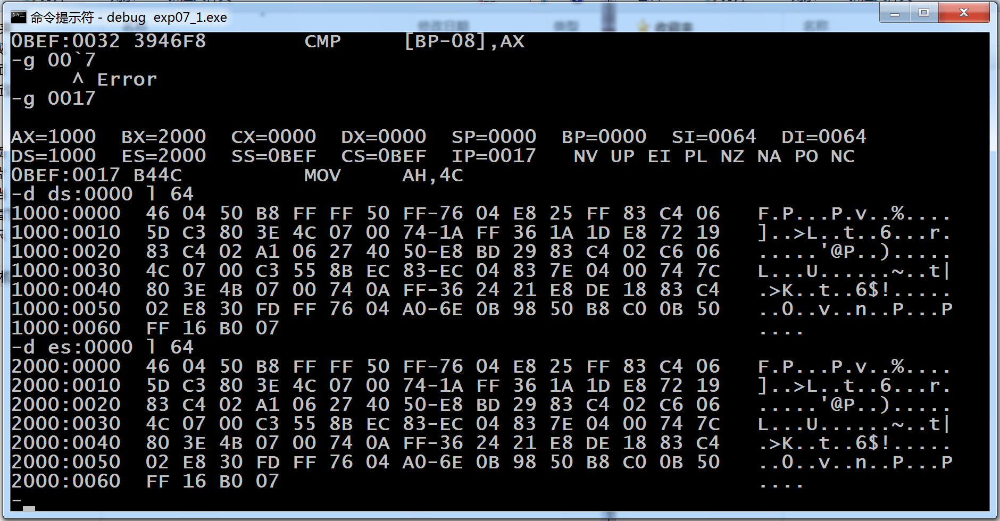 命令提示符 - debug  exp07_1.exe
0BEF:0032 3946F8        CMP     [BP-08],AX
-g 00`7
     ^ Error
-g 0017
AX=1000  BX=2000  CX=0000  DX=0000  SP=0000  BP=0000  SI=0064  DI=0064
DS=1000  ES=2000  SS=0BEF  CS=0BEF  IP=0017   NV UP EI PL NZ NA PO NC
0BEF:0017 B44C          MOV     AH,4C
-d ds:0000 l 64
1000:0000  46 04 50 B8 FF FF 50 FF-76 04 E8 25 FF 83 C4 06   F.P...P.v..%....
1000:0010  5D C3 80 3E 4C 07 00 74-1A FF 36 1A 1D E8 72 19   ]..>L..t..6...r.
1000:0020  83 C4 02 A1 06 27 40 50-E8 BD 29 83 C4 02 C6 06   .....'@P..).....
1000:0030  4C 07 00 C3 55 8B EC 83-EC 04 83 7E 04 00 74 7C   L...U......~..t|
1000:0040  80 3E 4B 07 00 74 0A FF-36 24 21 E8 DE 18 83 C4   .>K..t..6$!.....
1000:0050  02 E8 30 FD FF 76 04 A0-6E 0B 98 50 B8 C0 0B 50   ..0..v..n..P...P
1000:0060  FF 16 B0 07                                       ....
-d es:0000 l 64
2000:0000  46 04 50 B8 FF FF 50 FF-76 04 E8 25 FF 83 C4 06   F.P...P.v..%....
2000:0010  5D C3 80 3E 4C 07 00 74-1A FF 36 1A 1D E8 72 19   ]..>L..t..6...r.
2000:0020  83 C4 02 A1 06 27 40 50-E8 BD 29 83 C4 02 C6 06   .....'@P..).....
2000:0030  4C 07 00 C3 55 8B EC 83-EC 04 83 7E 04 00 74 7C   L...U......~..t|
2000:0040  80 3E 4B 07 00 74 0A FF-36 24 21 E8 DE 18 83 C4   .>K..t..6$!.....
2000:0050  02 E8 30 FD FF 76 04 A0-6E 0B 98 50 B8 C0 0B 50   ..0..v..n..P...P
2000:0060  FF 16 B0 07                                       ....
-